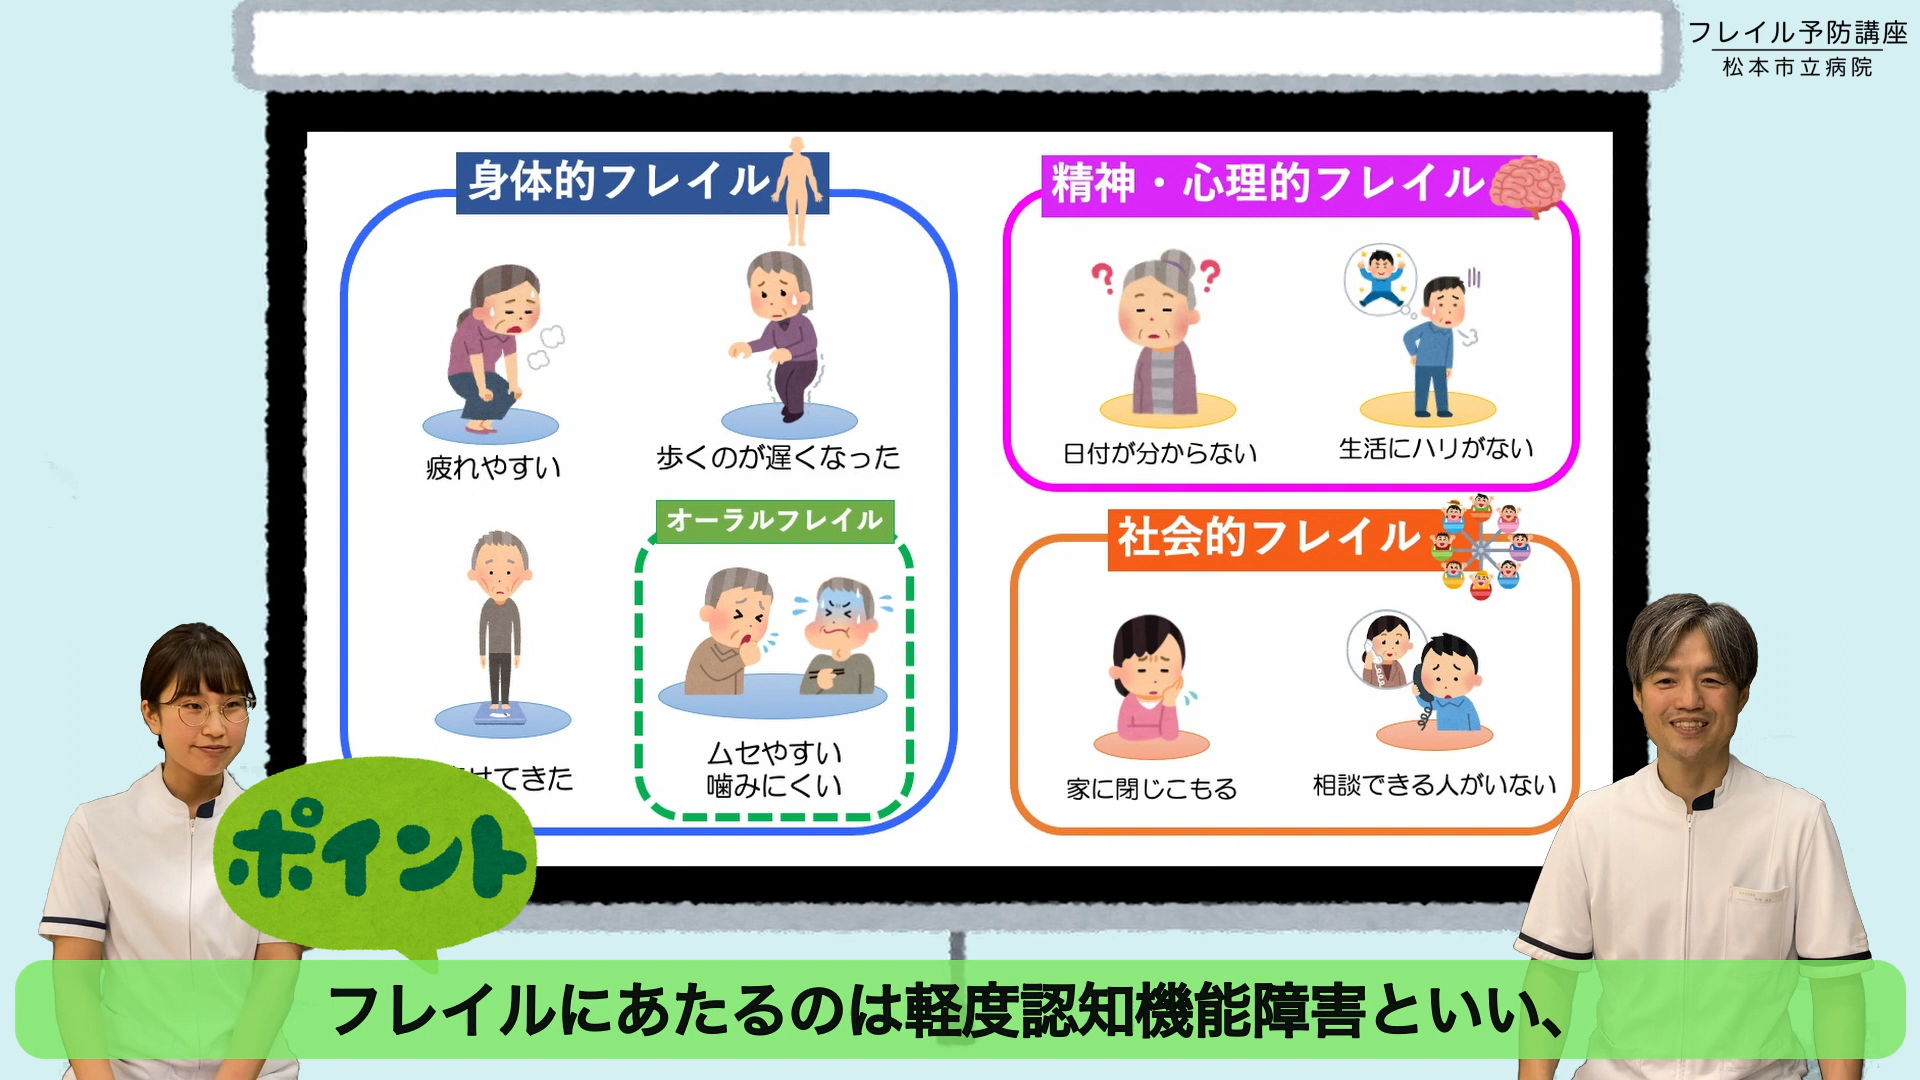 フレイル予防講座
松本市立病院
身体的フレイル
精神・心理的フレイル
疲れやすい
歩くのが遅くなった
日付が分からない
生活にハリがない
オーラルフレイル
社会的フレイル
ムセやすい
噛みにくい
けてきた
家に閉じこもる
相談できる人がいない
ポイント
フレイルにあたるのは軽度認知機能障害といい、